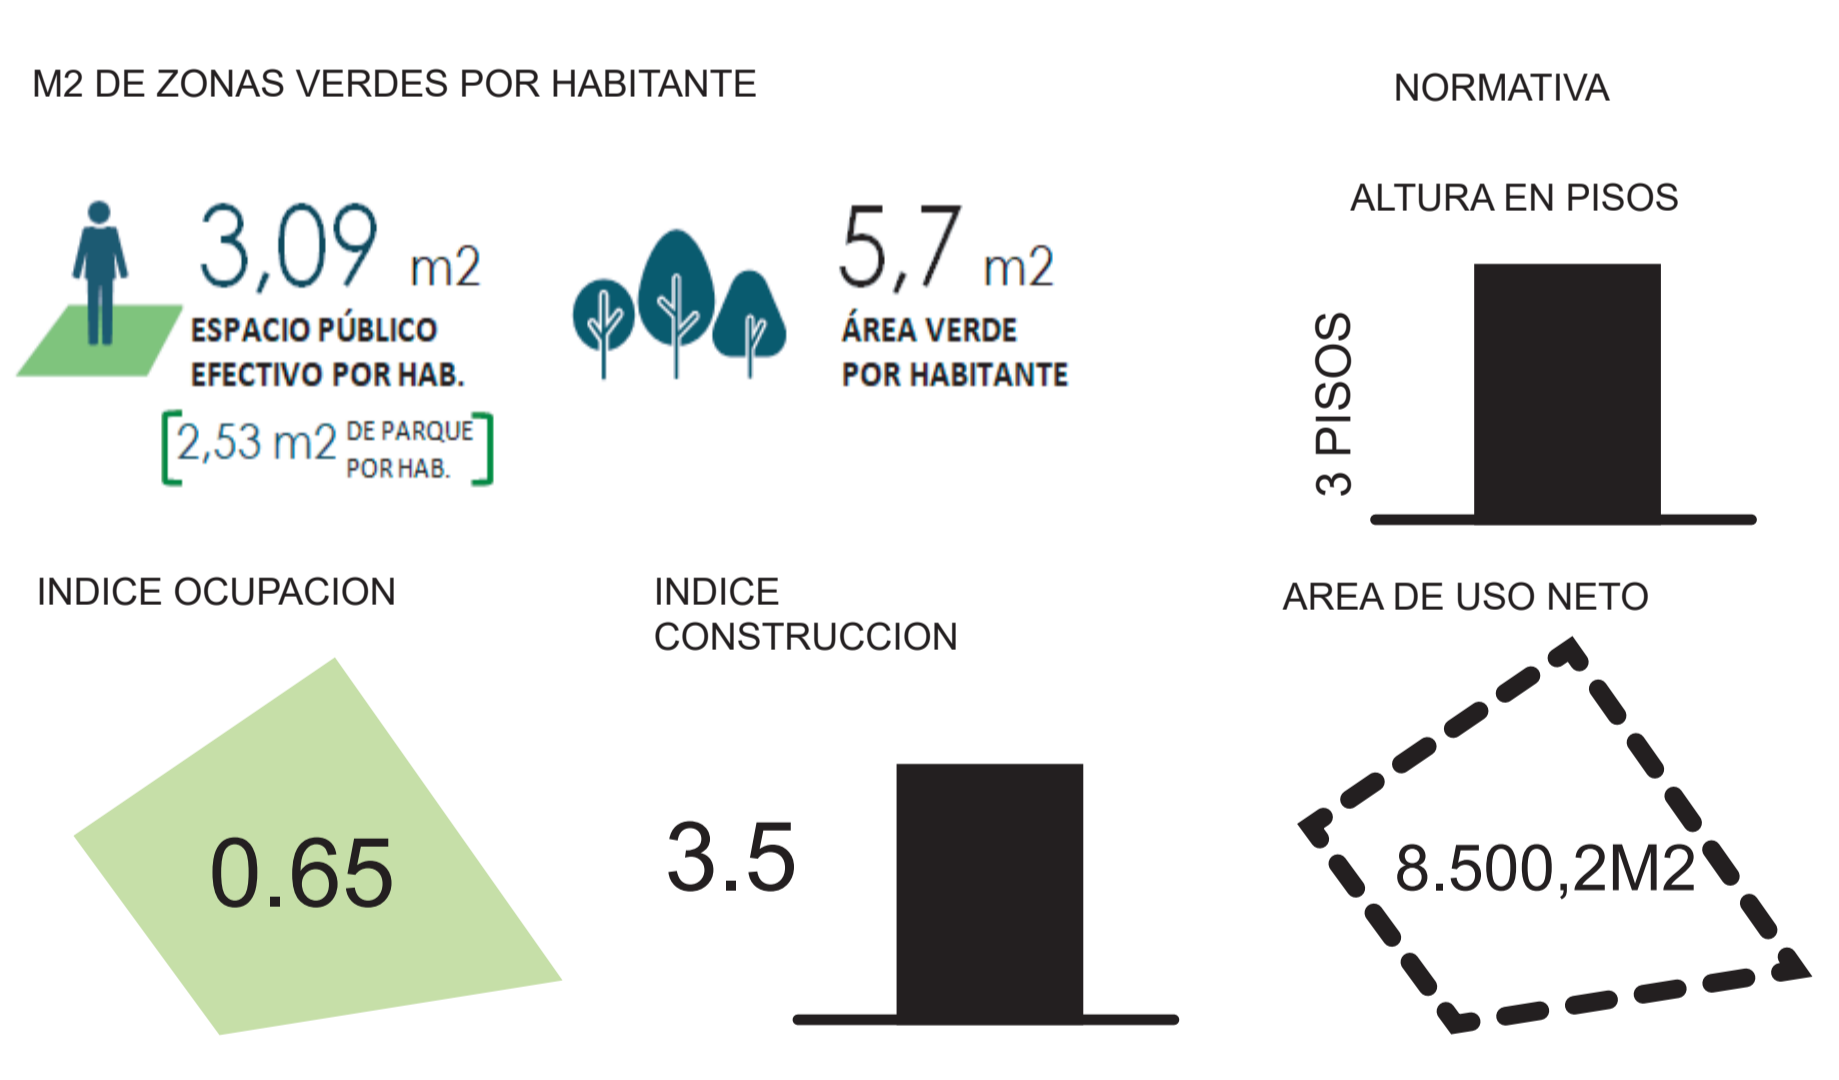 M2 DE ZONAS VERDES POR HABITANTE
3,09 m2
ESPACIO PÚBLICO
EFECTIVO POR HAB.
2,53 m2 DE PARQUE
POR HAB.
5,7 m2
ÁREA VERDE
POR HABITANTE
NORMATIVA
ALTURA EN PISOS
3 PISOS
INDICE OCUPACION
0.65
INDICE
CONSTRUCCION
3.5
AREA DE USO NETO
8.500,2M2